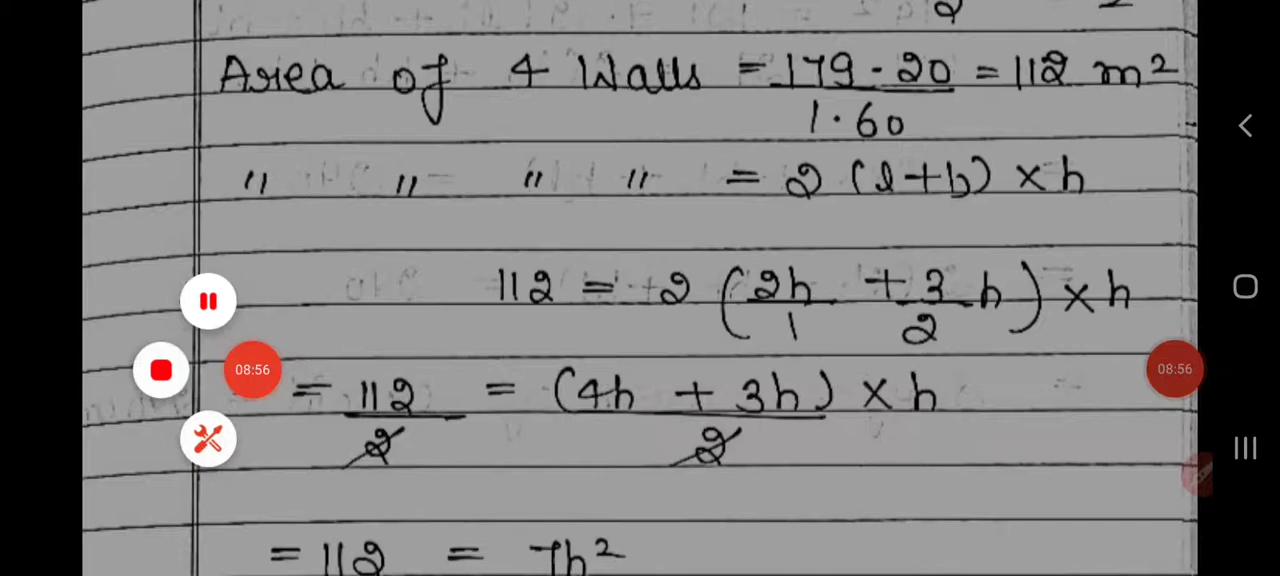 2
Area of 4 Walls = 179.20 / 1.60 = 112 m²
" " " " = 2 (l+b) × h
112 = 2 (2h/1 + 3/2 h) × h
= 112/2 = (4h + 3h)/2 × h
08:56
08:56
= 112 = 7h²